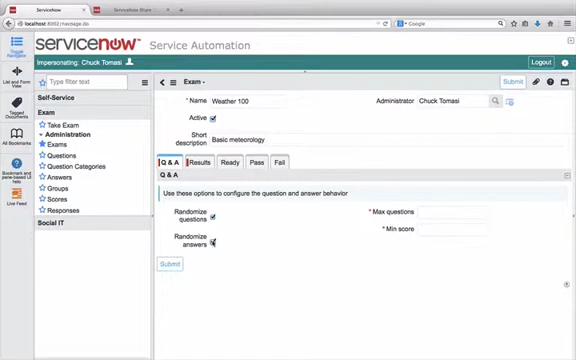 ServiceNow
ServiceNow Share
localhost:8082/navpage.do
Google
servicenow Service Automation
Impersonating: Chuck Tomasi
Logout
Toggle Navigator
List and Form View
Tagged Documents
All Bookmarks
Bookmark and pane-based UI help
Live Feed
Type filter text
Self-Service
Exam
Take Exam
Administration
Exams
Questions
Question Categories
Answers
Groups
Scores
Responses
Social IT
Exam
Submit
* Name Weather 100
Administrator Chuck Tomasi
Active
Short description Basic meteorology
Q & A Results Ready Pass Fail
Q & A
Use these options to configure the question and answer behavior
Randomize questions
* Max questions
* Min score
Randomize answers
Submit